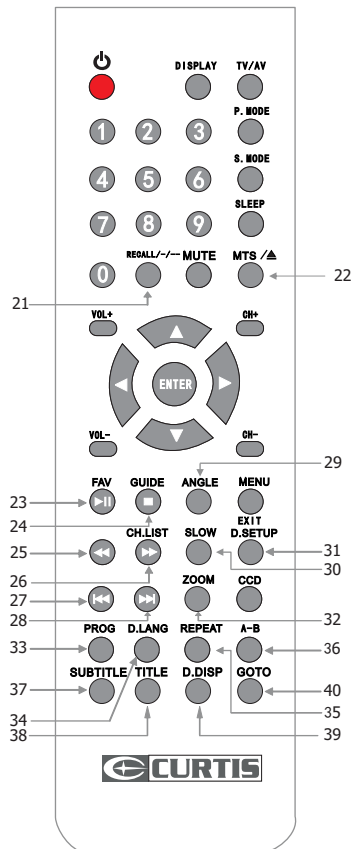 DISPLAY TV/AV
P. MODE
1 2 3
S. MODE
4 5 6
SLEEP
7 8 9
RECALL/-/-- MUTE MTS /⏏
0
22
21
VOL+ CH+
ENTER
VOL- CH-
29
FAV GUIDE ANGLE MENU
23
24
EXIT
CH.LIST SLOW D.SETUP
25
31
30
26
ZOOM CCD
27
28
32
PROG D.LANG REPEAT A-B
33
36
SUBTITLE TITLE D.DISP GOTO
37
40
34
35
38
39
CURTIS